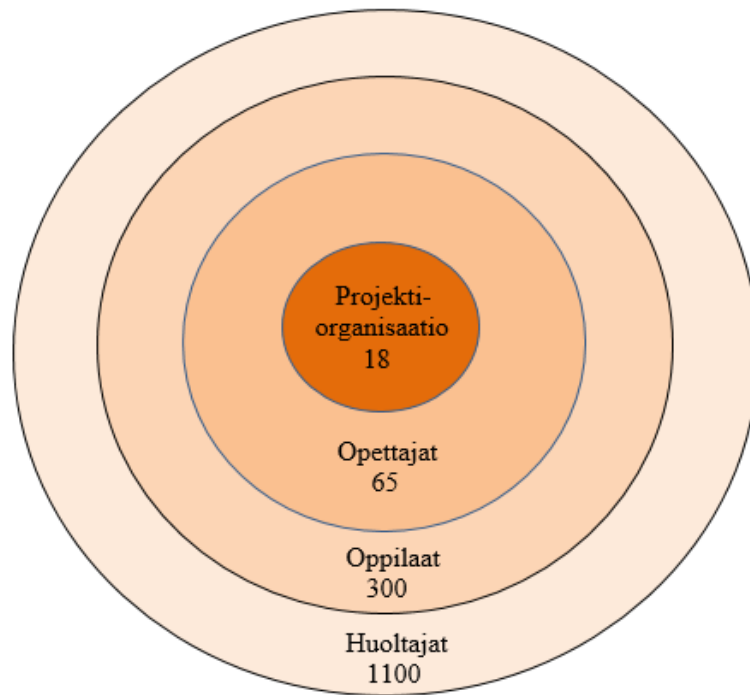 Projekti-
organisaatio
18
Opettajat
65
Oppilaat
300
Huoltajat
1100